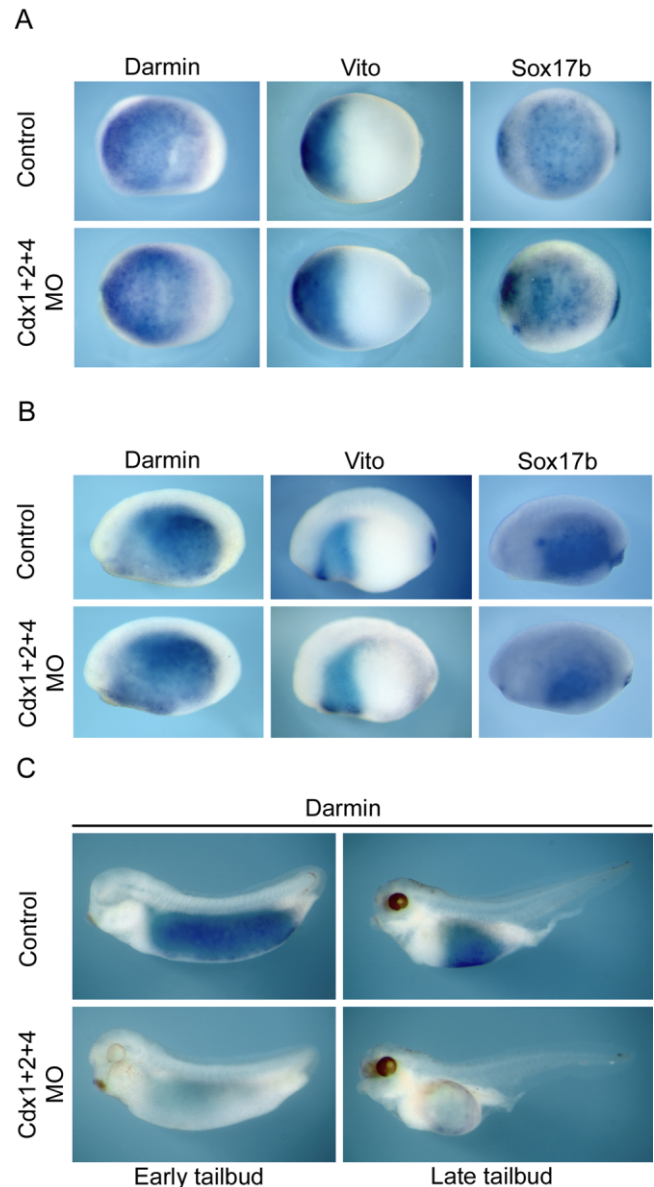 A
Darmin Vito Sox17b
Control
Cdx1+2+4
MO
B
Darmin Vito Sox17b
Control
Cdx1+2+4
MO
C
Darmin
Control
Cdx1+2+4
MO
Early tailbud Late tailbud